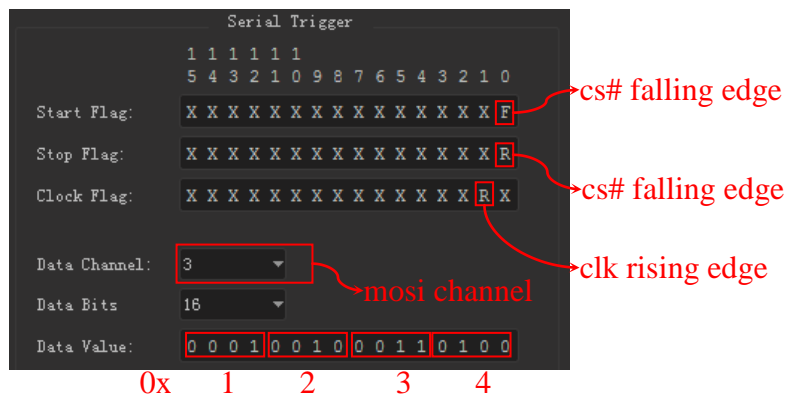 Serial Trigger
1 1 1 1 1 1
5 4 3 2 1 0 9 8 7 6 5 4 3 2 1 0
Start Flag: X X X X X X X X X X X X X X X F cs# falling edge
Stop Flag: X X X X X X X X X X X X X X X R cs# falling edge
Clock Flag: X X X X X X X X X X X X X X R X
clk rising edge
Data Channel: 3
mosi channel
Data Bits 16
Data Value: 0 0 0 1 0 0 1 0 0 0 1 1 0 1 0 0
0x 1 2 3 4